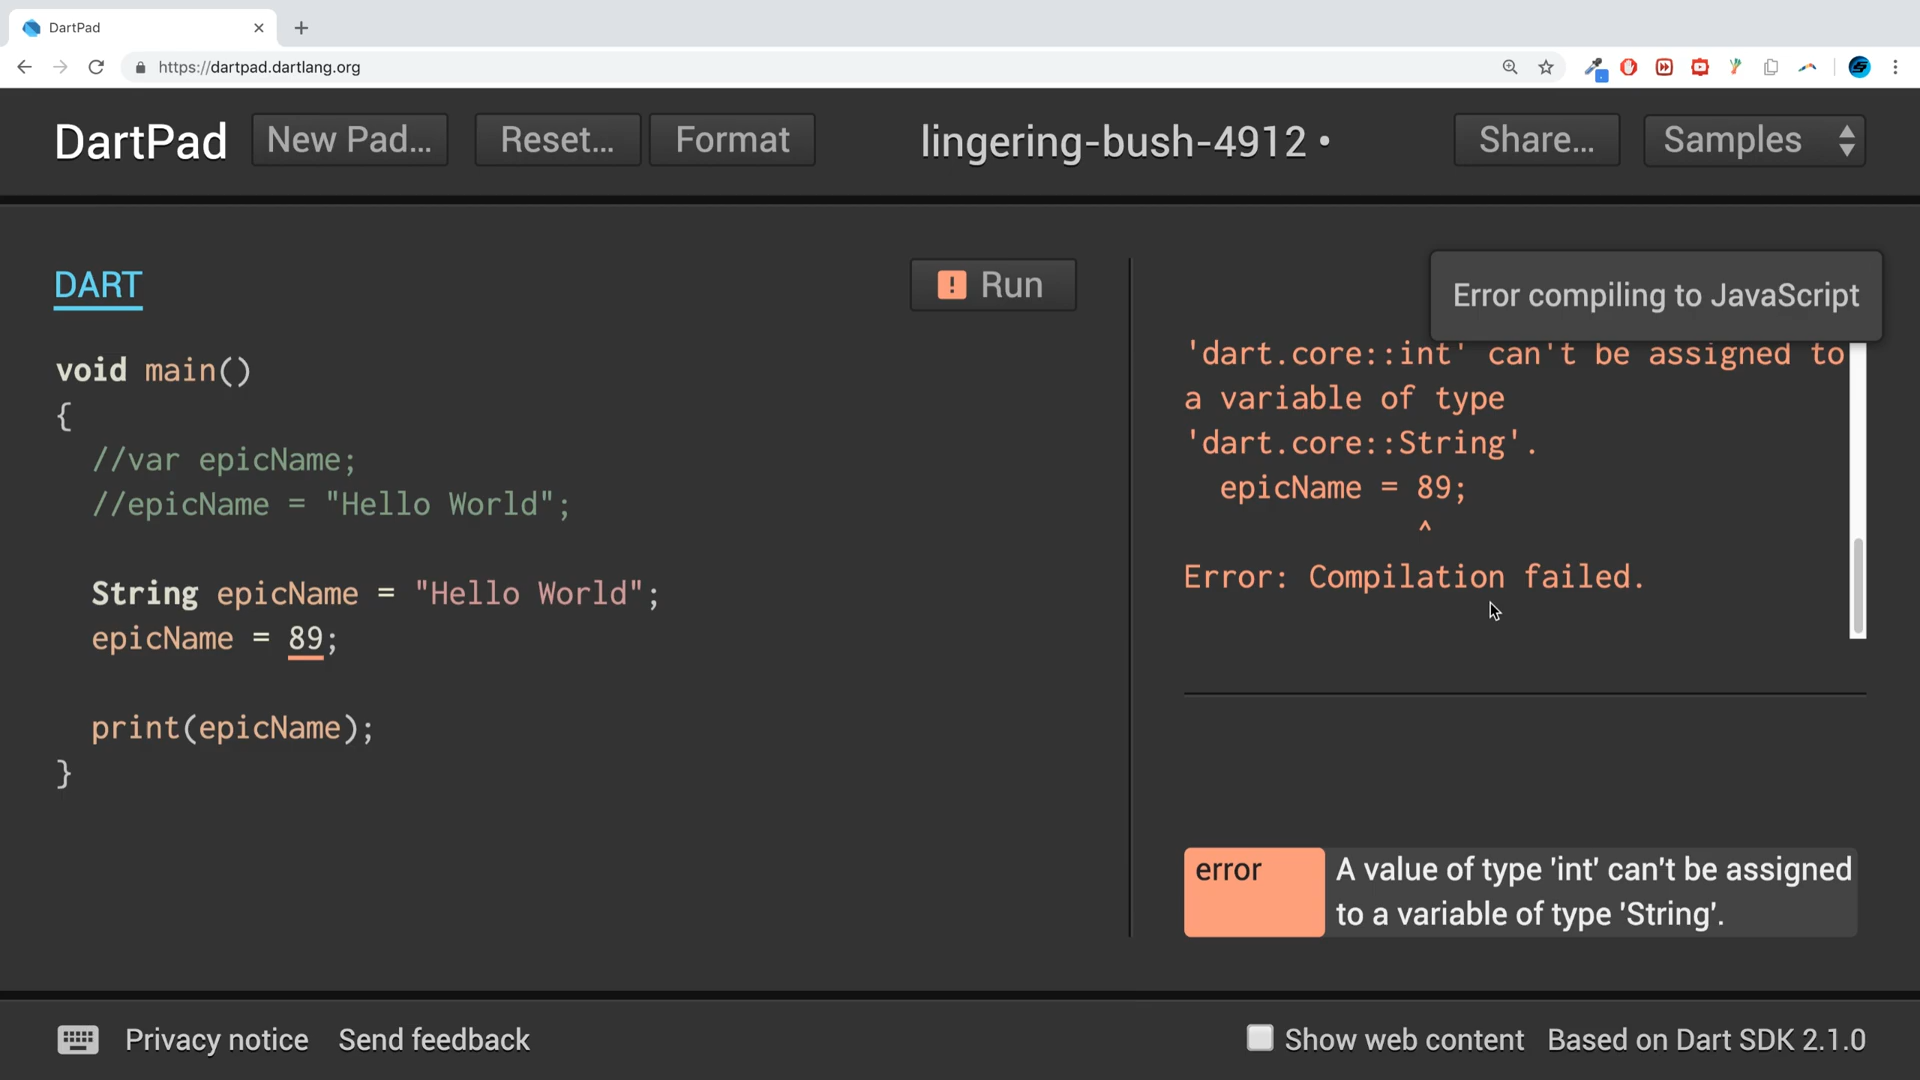 DartPad
https://dartpad.dartlang.org
DartPad
New Pad...
Reset...
Format
lingering-bush-4912 •
Share...
Samples
DART
! Run
void main()
{
//var epicName;
//epicName = "Hello World";
String epicName = "Hello World";
epicName = 89;
print(epicName);
}
Error compiling to JavaScript
'dart.core::int' can't be assigned to
a variable of type
'dart.core::String'.
epicName = 89;
^
Error: Compilation failed.
error
A value of type 'int' can't be assigned
to a variable of type 'String'.
Privacy notice
Send feedback
Show web content
Based on Dart SDK 2.1.0